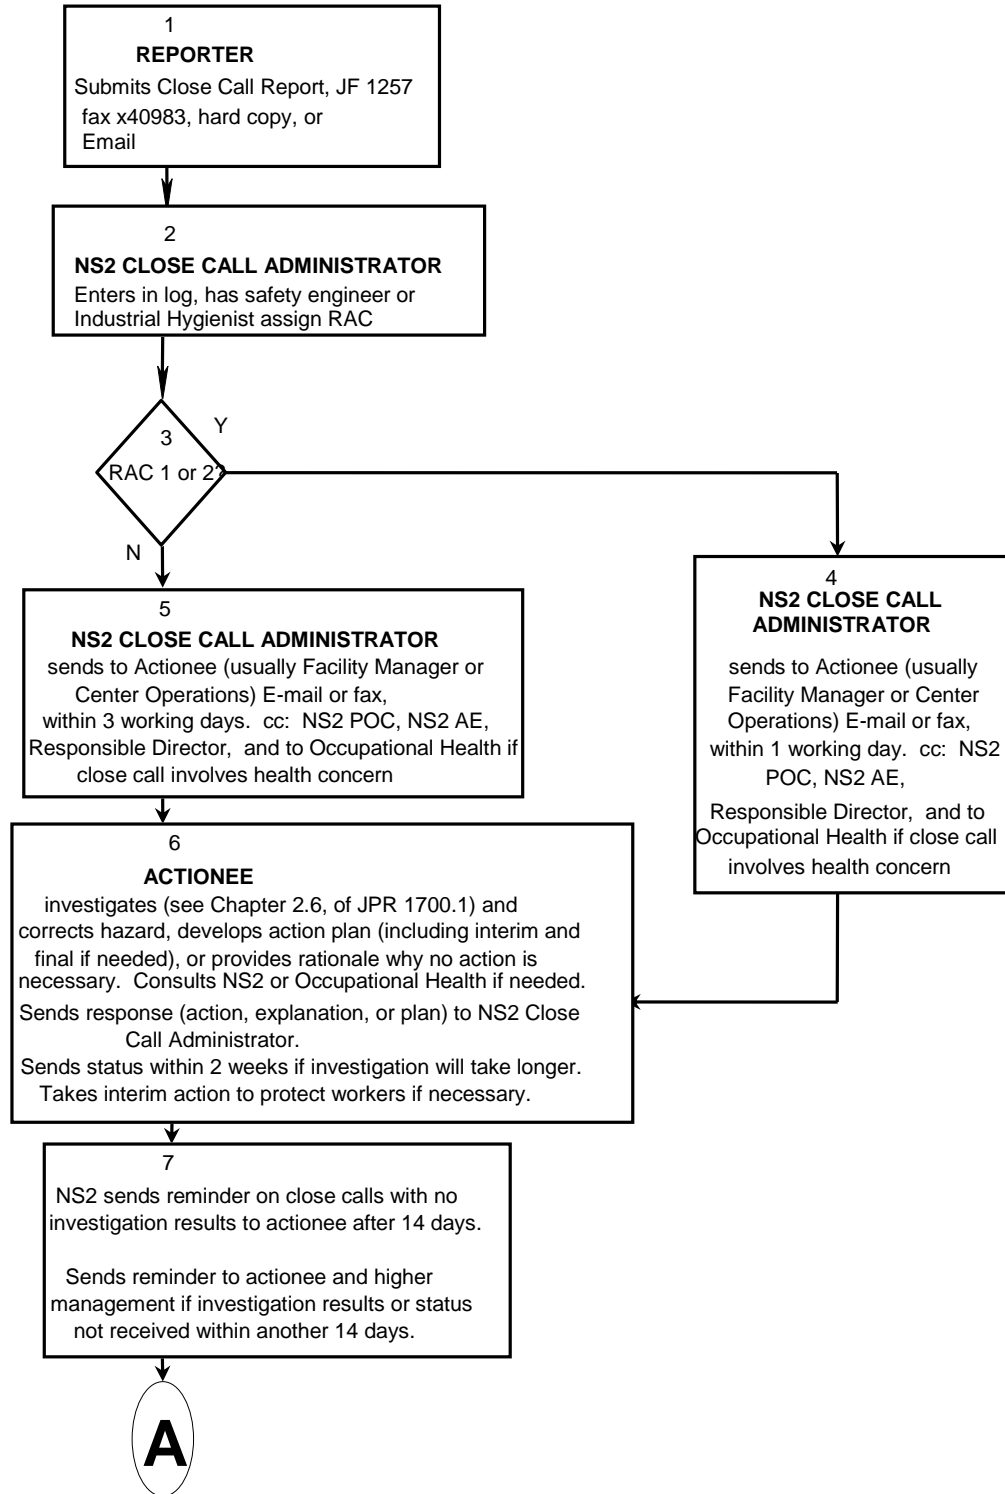 1
REPORTER
Submits Close Call Report, JF 1257
fax x40983, hard copy, or
Email
2
NS2 CLOSE CALL ADMINISTRATOR
Enters in log, has safety engineer or
Industrial Hygienist assign RAC
3
RAC 1 or 2?
Y
N
4
NS2 CLOSE CALL
ADMINISTRATOR
sends to Actionee (usually
Facility Manager or Center
Operations) E-mail or fax,
within 1 working day. cc: NS2
POC, NS2 AE,
Responsible Director, and to
Occupational Health if close call
involves health concern
5
NS2 CLOSE CALL ADMINISTRATOR
sends to Actionee (usually Facility Manager or
Center Operations) E-mail or fax,
within 3 working days. cc: NS2 POC, NS2 AE,
Responsible Director, and to Occupational Health if
close call involves health concern
6
ACTIONEE
investigates (see Chapter 2.6, of JPR 1700.1) and
corrects hazard, develops action plan (including interim and
final if needed), or provides rationale why no action is
necessary. Consults NS2 or Occupational Health if needed.
Sends response (action, explanation, or plan) to NS2 Close
Call Administrator.
Sends status within 2 weeks if investigation will take longer.
Takes interim action to protect workers if necessary.
7
NS2 sends reminder on close calls with no
investigation results to actionee after 14 days.
Sends reminder to actionee and higher
management if investigation results or status
not received within another 14 days.
A